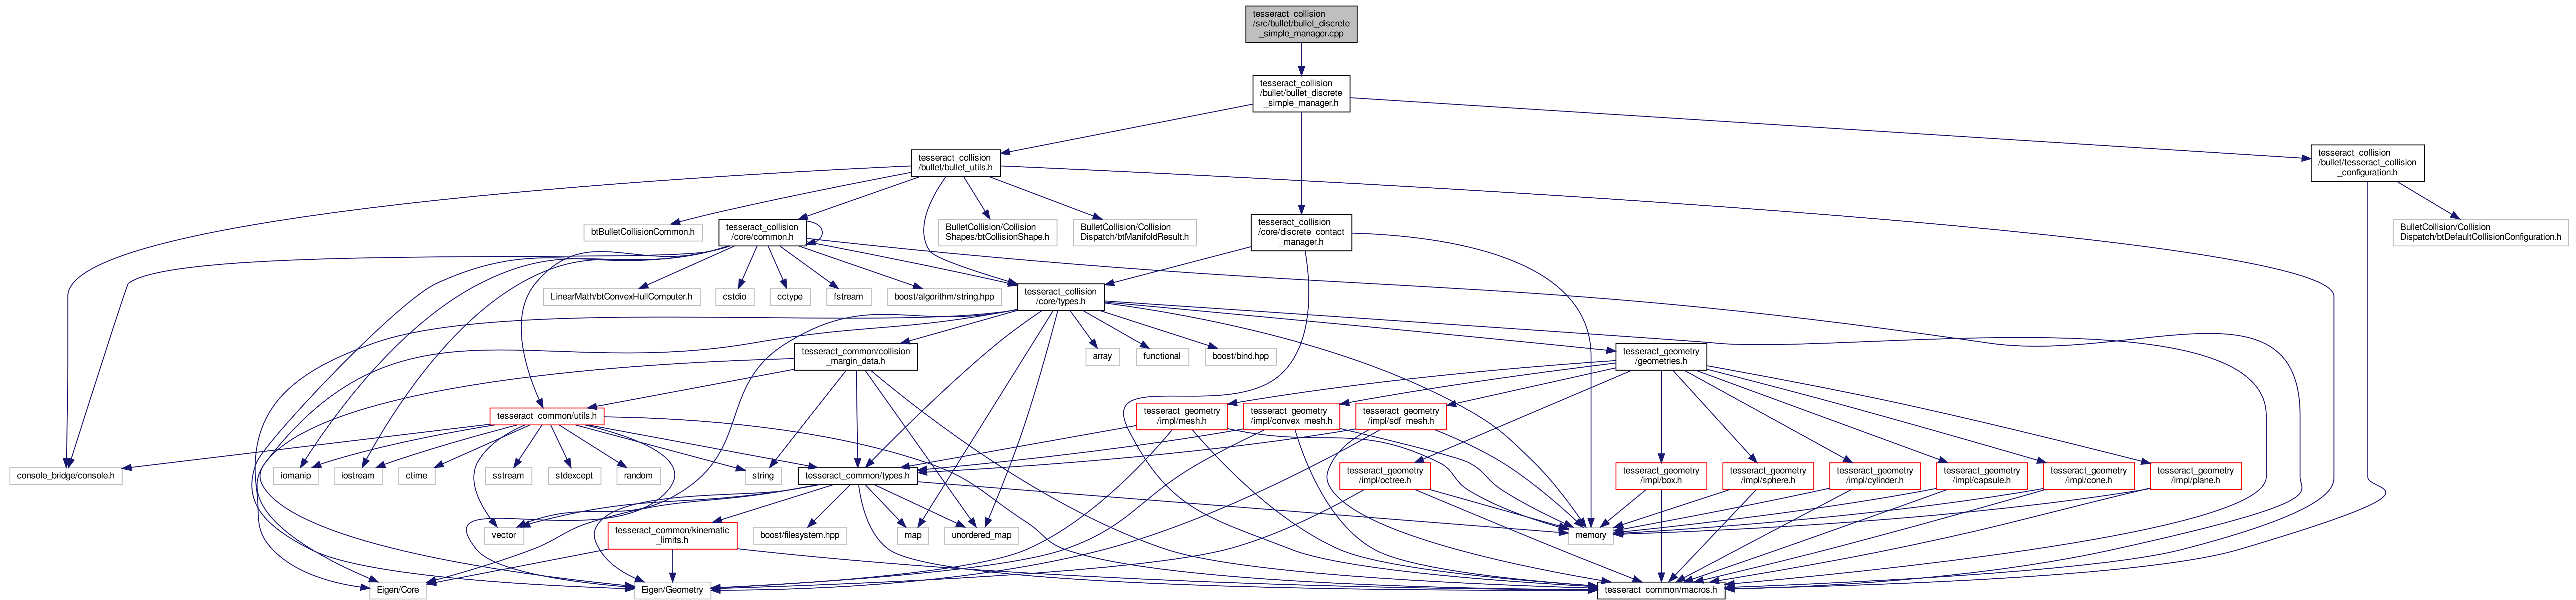 tesseract_collision
/src/bullet/bullet_discrete
_simple_manager.cpp
tesseract_collision
/bullet/bullet_discrete
_simple_manager.h
tesseract_collision
/bullet/bullet_utils.h
tesseract_collision
/bullet/tesseract_collision
_configuration.h
btBulletCollisionCommon.h
tesseract_collision
/core/common.h
BulletCollision/Collision
Shapes/btCollisionShape.h
BulletCollision/Collision
Dispatch/btManifoldResult.h
tesseract_collision
/core/discrete_contact
_manager.h
BulletCollision/Collision
Dispatch/btDefaultCollisionConfiguration.h
LinearMath/btConvexHullComputer.h
cstdio
cctype
fstream
boost/algorithm/string.hpp
tesseract_collision
/core/types.h
tesseract_common/collision
_margin_data.h
array
functional
boost/bind.hpp
tesseract_geometry
/geometries.h
tesseract_common/utils.h
tesseract_geometry
/impl/mesh.h
tesseract_geometry
/impl/convex_mesh.h
tesseract_geometry
/impl/sdf_mesh.h
console_bridge/console.h
iomanip
iostream
ctime
sstream
stdexcept
random
string
tesseract_common/types.h
tesseract_geometry
/impl/octree.h
tesseract_geometry
/impl/box.h
tesseract_geometry
/impl/sphere.h
tesseract_geometry
/impl/cylinder.h
tesseract_geometry
/impl/capsule.h
tesseract_geometry
/impl/cone.h
tesseract_geometry
/impl/plane.h
vector
tesseract_common/kinematic
_limits.h
boost/filesystem.hpp
map
unordered_map
memory
Eigen/Core
Eigen/Geometry
tesseract_common/macros.h